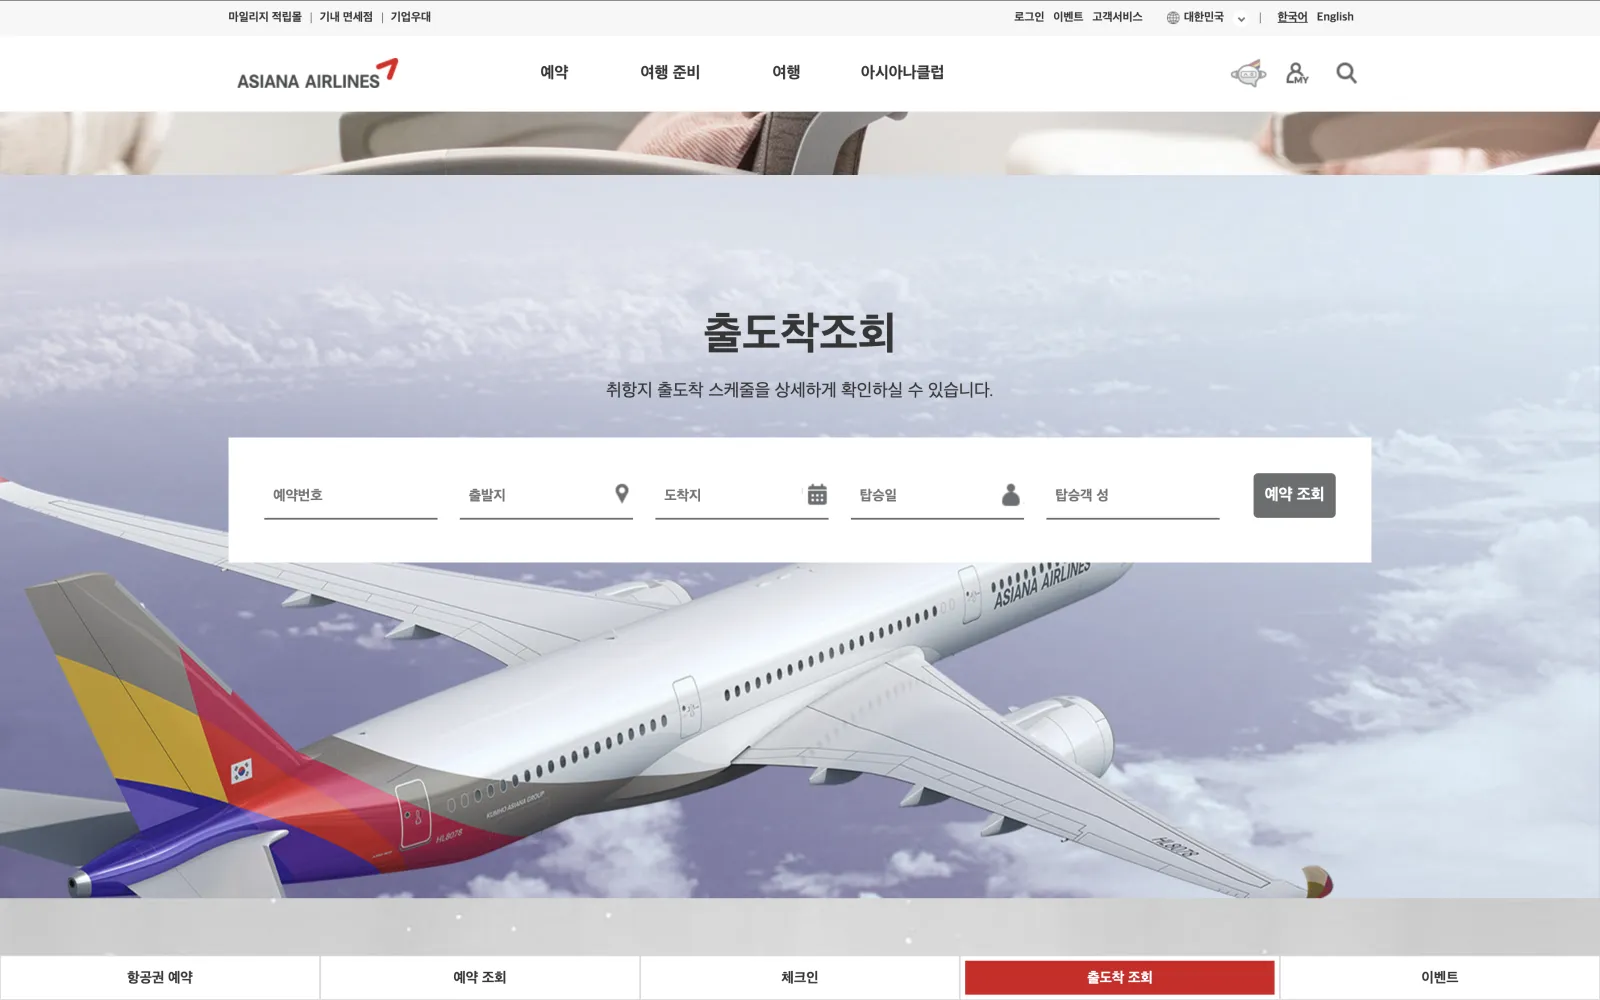 마일리지 적립몰 | 기내 면세점 | 기업우대
로그인 이벤트 고객서비스 대한민국 | 한국어 English
ASIANA AIRLINES
예약 여행 준비 여행 아시아나클럽
MY
출도착조회
취항지 출도착 스케줄을 상세하게 확인하실 수 있습니다.
예약번호 출발지 도착지 탑승일 탑승객 성 예약 조회
ASIANA AIRLINES
KUMHO ASIANA GROUP
HL8078
HL8078
항공권 예약 예약 조회 체크인 출도착 조회 이벤트